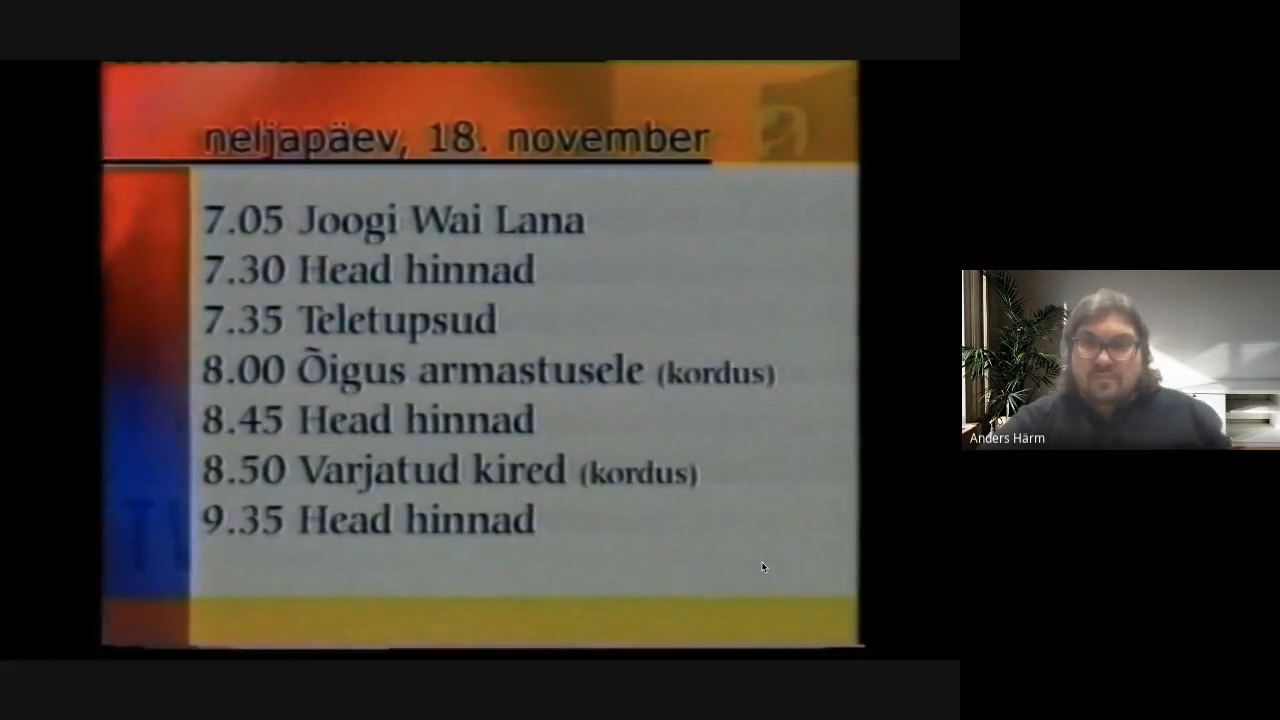 neljapäev, 18. november
7.05 Joogi Wai Lana
7.30 Head hinnad
7.35 Teletupsud
8.00 Õigus armastusele (kordus)
8.45 Head hinnad
8.50 Varjatud kired (kordus)
9.35 Head hinnad
TV
Anders Härm